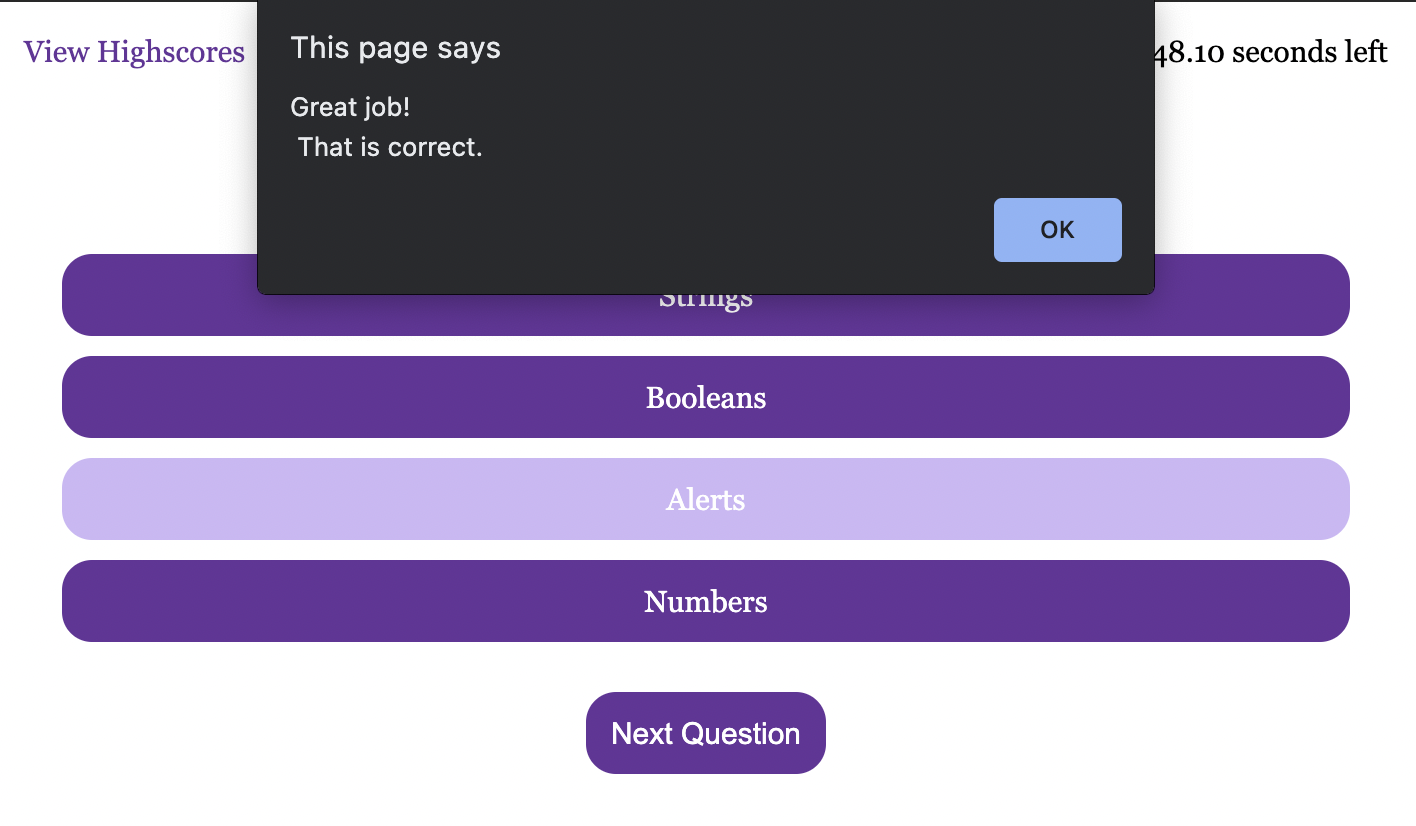 View Highscores
This page says
48.10 seconds left
Great job!
That is correct.
OK
Strings
Booleans
Alerts
Numbers
Next Question